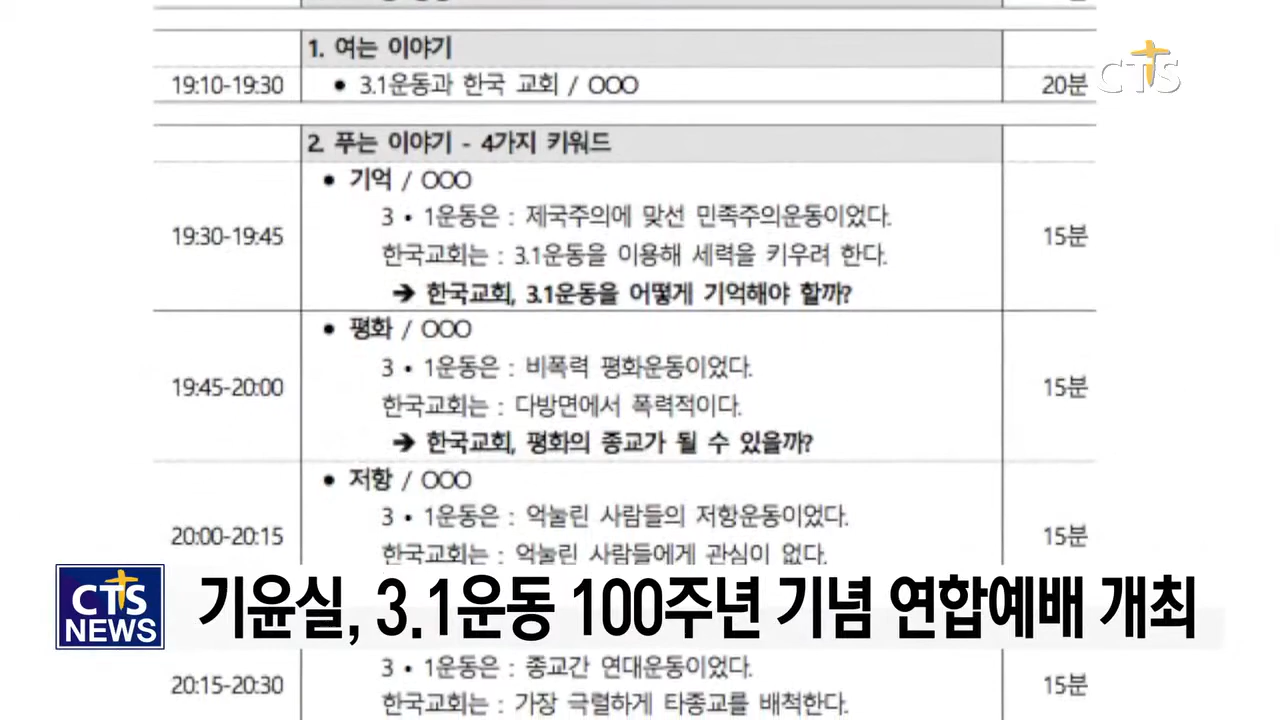 1. 여는 이야기
19:10-19:30
• 3.1운동과 한국 교회 / OOO
20분
CTS
2. 푸는 이야기 - 4가지 키워드
• 기억 / OOO
3 • 1운동은 : 제국주의에 맞선 민족주의운동이었다.
19:30-19:45
15분
한국교회는 : 3.1운동을 이용해 세력을 키우려 한다.
➔ 한국교회, 3.1운동을 어떻게 기억해야 할까?
• 평화 / OOO
3 • 1운동은 : 비폭력 평화운동이었다.
19:45-20:00
15분
한국교회는 : 다방면에서 폭력적이다.
➔ 한국교회, 평화의 종교가 될 수 있을까?
• 저항 / OOO
3 • 1운동은 : 억눌린 사람들의 저항운동이었다.
20:00-20:15
15분
한국교회는 : 억눌린 사람들에게 관심이 없다.
CTS
NEWS
기윤실, 3.1운동 100주년 기념 연합예배 개최
3 • 1운동은 : 종교간 연대운동이었다.
20:15-20:30
15분
한국교회는 : 가장 극렬하게 타종교를 배척한다.